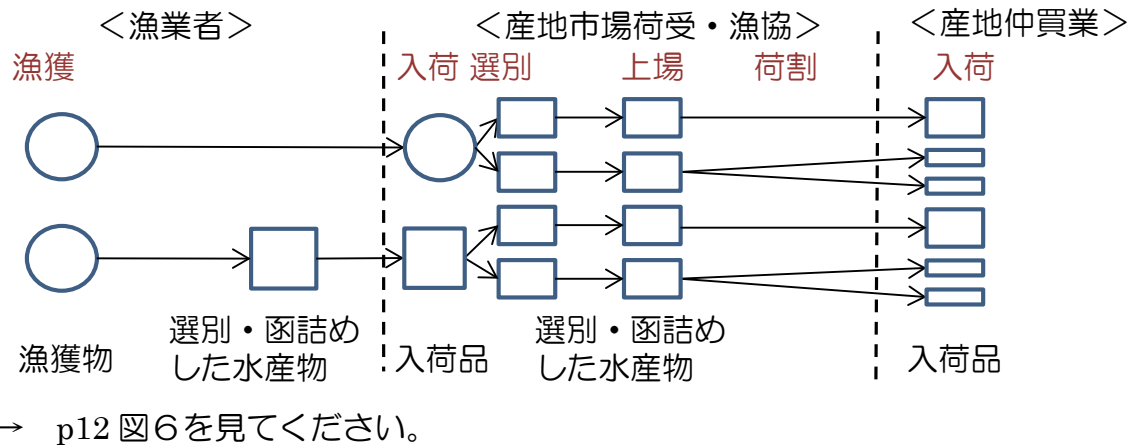 <漁業者>
<産地市場荷受・漁協>
<産地仲買業>
漁獲
入荷 選別
上場
荷割
入荷
漁獲物
選別・函詰め
した水産物
入荷品
選別・函詰め
した水産物
入荷品
→ p12 図6を見てください。